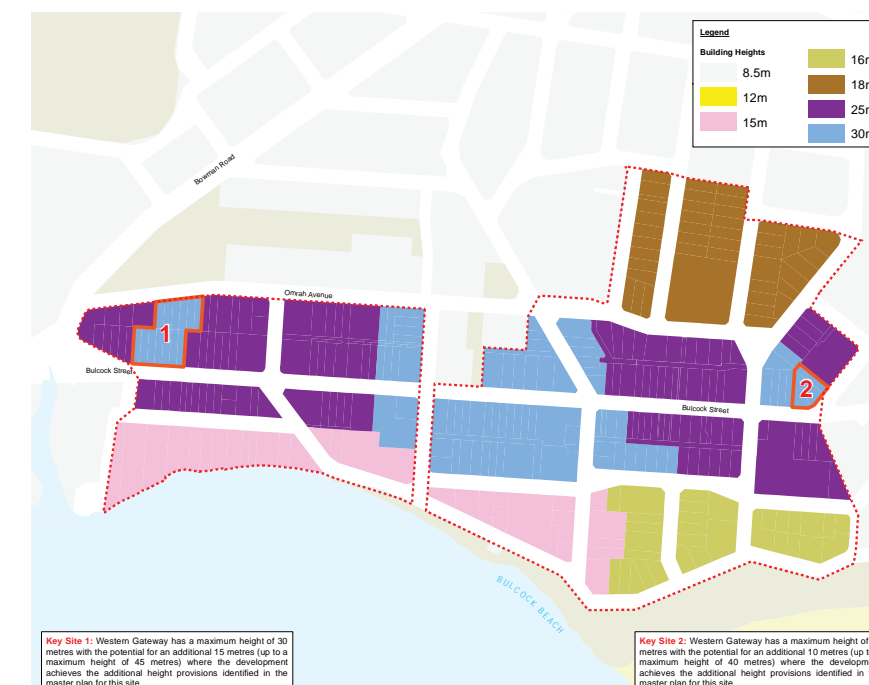 Legend
Building Heights
8.5m
12m
15m
16m
18m
25m
30m
Bowman Road
Omrah Avenue
1
Bulcock Street
2
Bulcock Street
BULCOCK BEACH
Key Site 1: Western Gateway has a maximum height of 30
metres with the potential for an additional 15 metres (up to a
maximum height of 45 metres) where the development
achieves the additional height provisions identified in the
master plan for this site
Key Site 2: Western Gateway has a maximum height of
metres with the potential for an additional 10 metres (up
maximum height of 40 metres) where the
achieves the additional height provisions identified in
master plan for this site